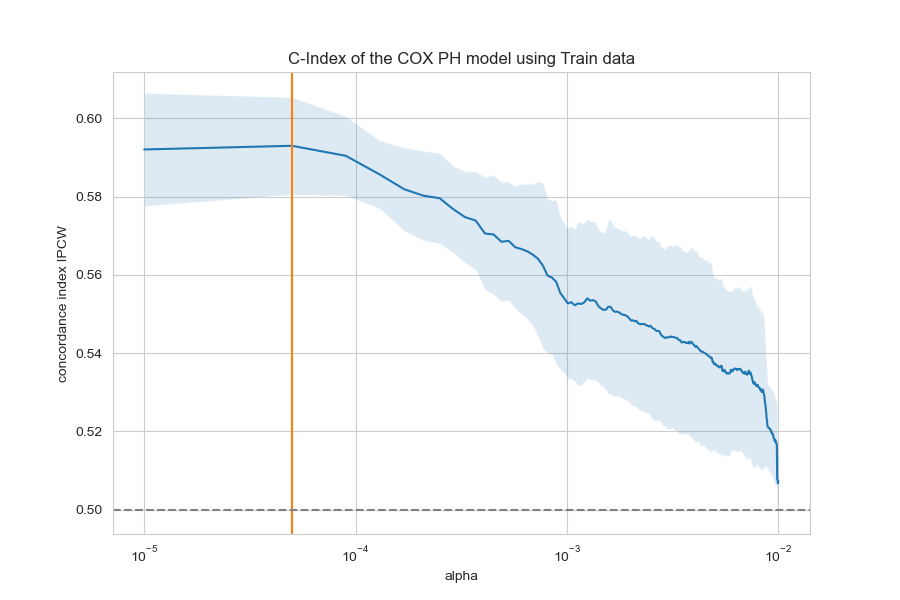 C-Index of the COX PH model using Train data
concordance index IPCW
0.60
0.58
0.56
0.54
0.52
0.50
10⁻⁵ 10⁻⁴ 10⁻³ 10⁻²
alpha